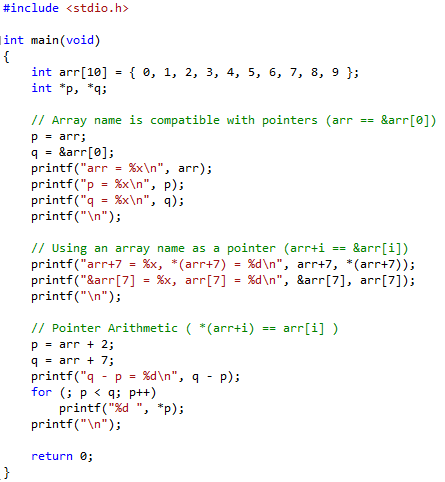 #include <stdio.h>
int main(void)
{
    int arr[10] = { 0, 1, 2, 3, 4, 5, 6, 7, 8, 9 };
    int *p, *q;

    // Array name is compatible with pointers (arr == &arr[0])
    p = arr;
    q = &arr[0];
    printf("arr = %x\n", arr);
    printf("p = %x\n", p);
    printf("q = %x\n", q);
    printf("\n");

    // Using an array name as a pointer (arr+i == &arr[i])
    printf("arr+7 = %x, *(arr+7) = %d\n", arr+7, *(arr+7));
    printf("&arr[7] = %x, arr[7] = %d\n", &arr[7], arr[7]);
    printf("\n");

    // Pointer Arithmetic ( *(arr+i) == arr[i] )
    p = arr + 2;
    q = arr + 7;
    printf("q - p = %d\n", q - p);
    for (; p < q; p++)
        printf("%d ", *p);
    printf("\n");

    return 0;
}